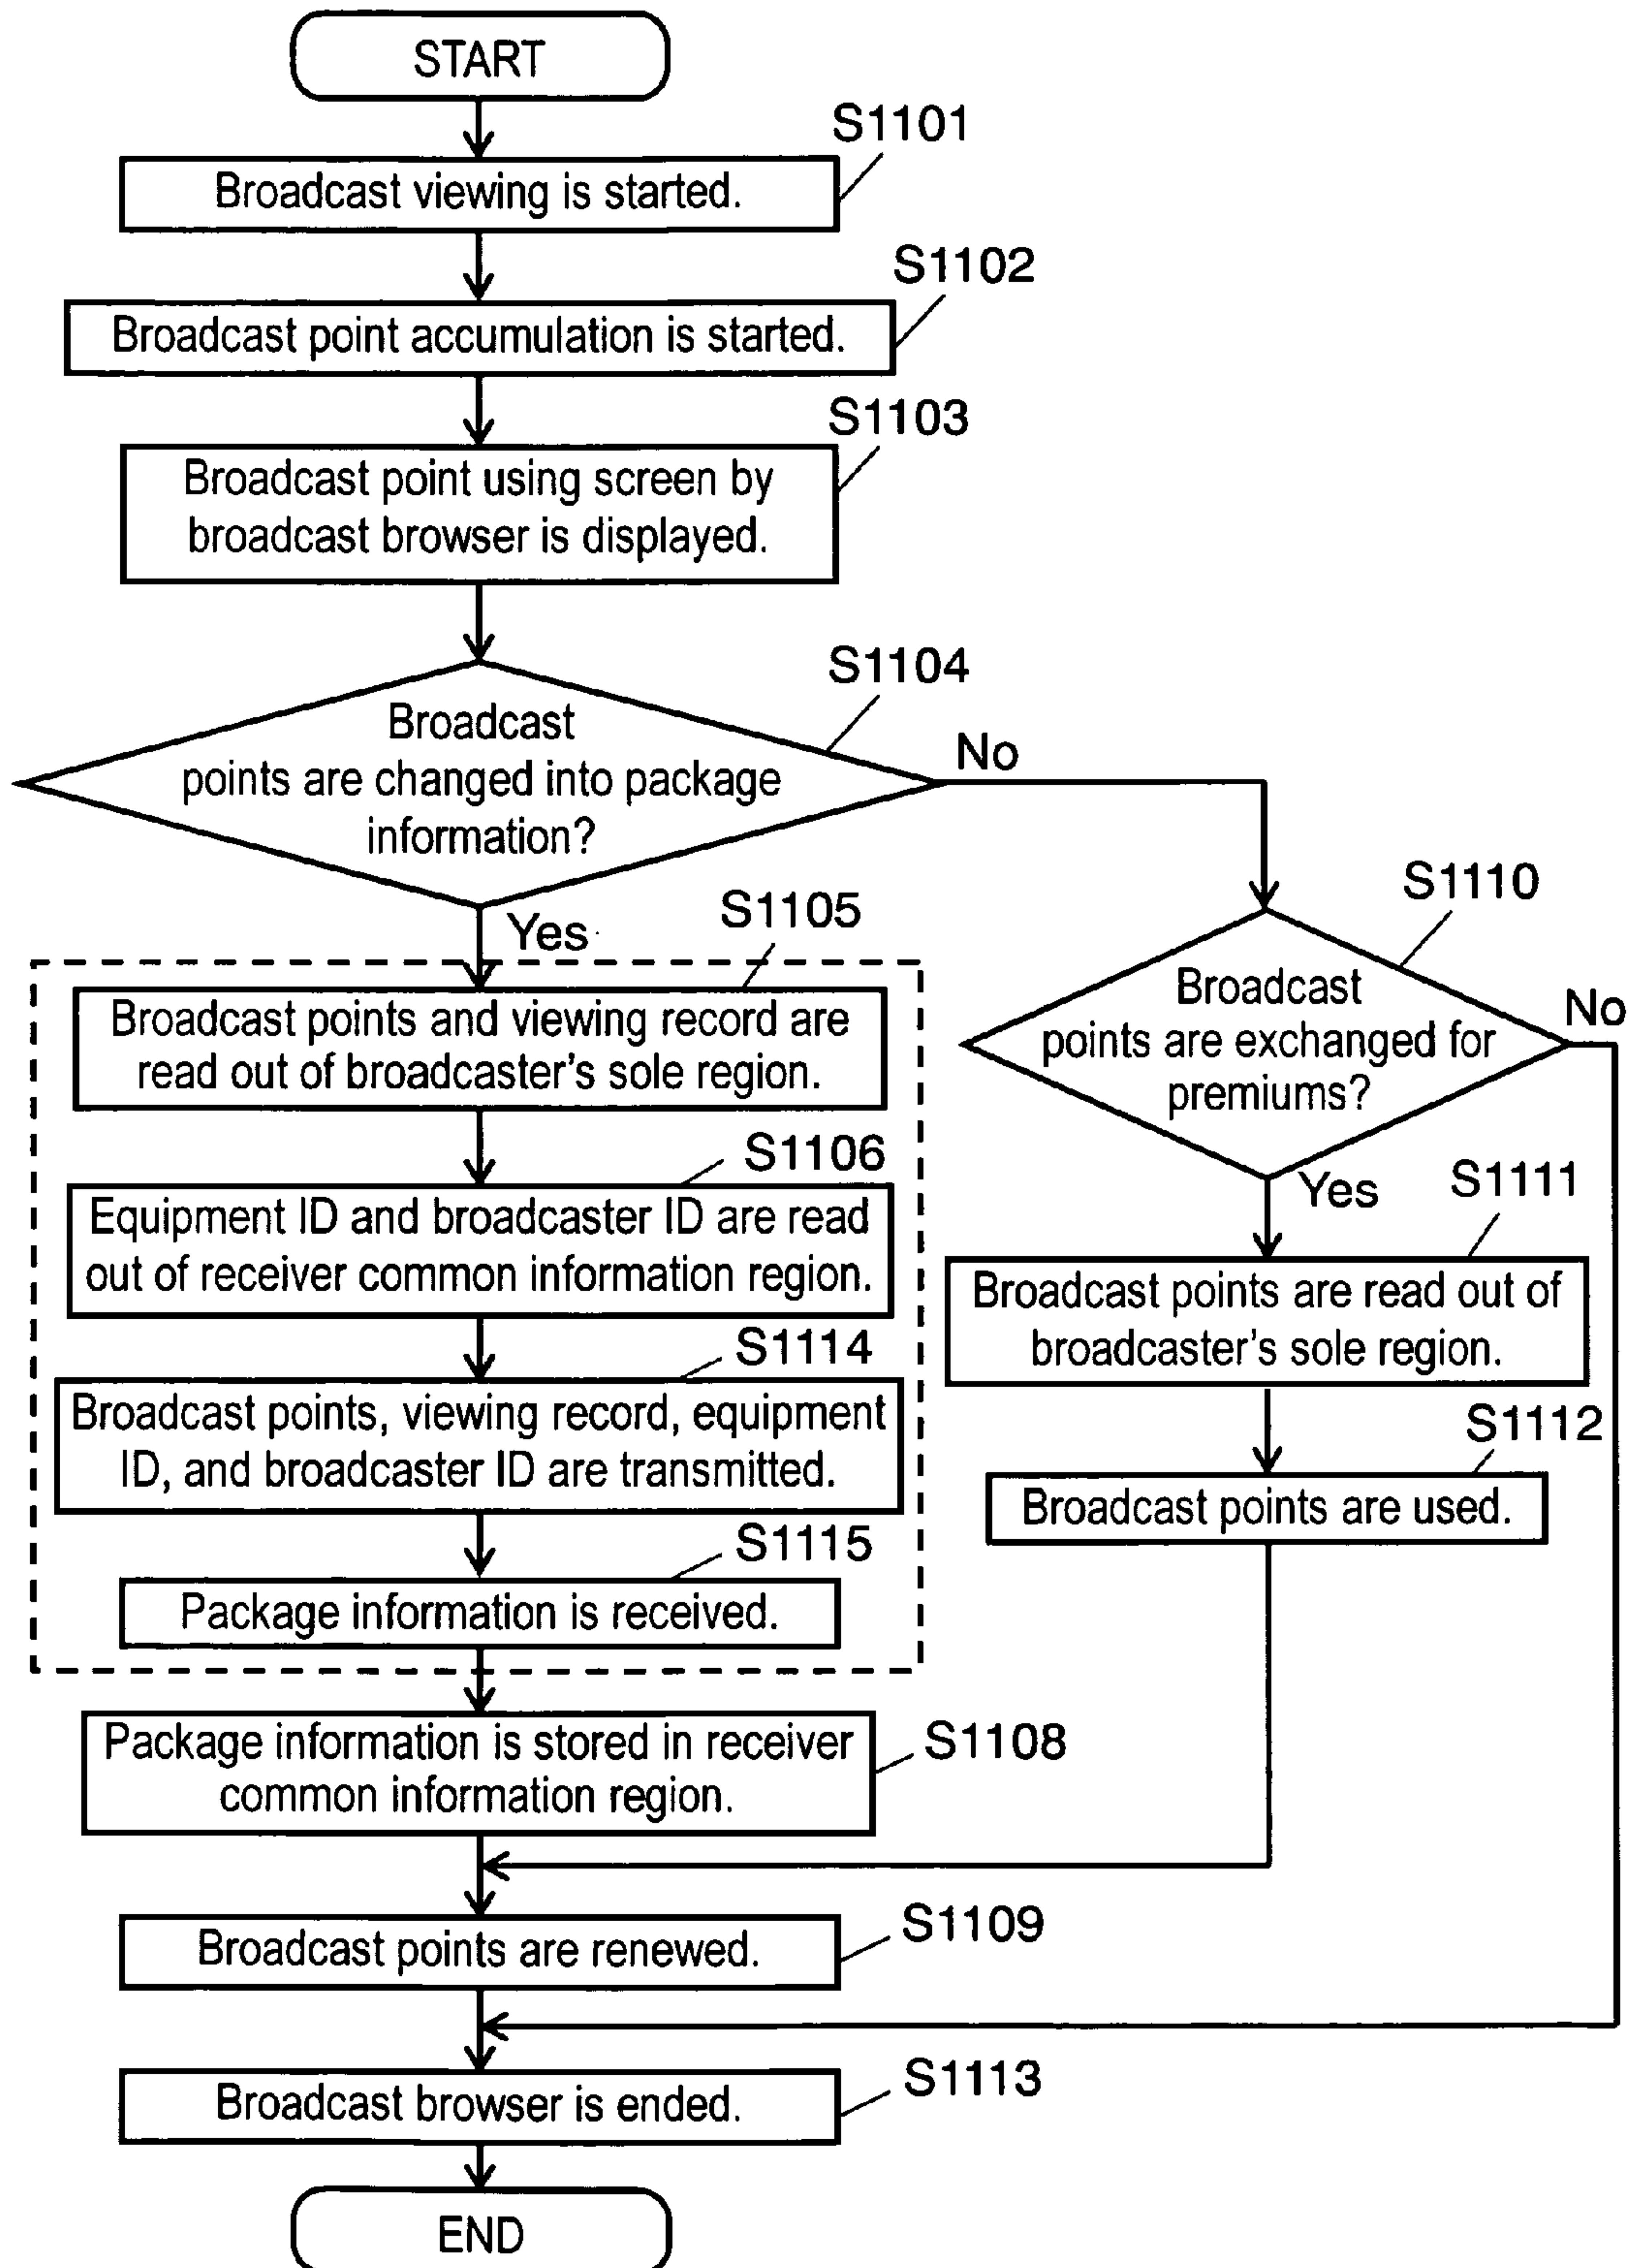 START
S1101
Broadcast viewing is started.
S1102
Broadcast point accumulation is started.
S1103
Broadcast point using screen by
broadcast browser is displayed.
S1104
Broadcast
points are changed into package
information?
No
Yes
S1105
Broadcast points and viewing record are
read out of broadcaster's sole region.
S1106
Equipment ID and broadcaster ID are read
out of receiver common information region.
S1114
Broadcast points, viewing record, equipment
ID, and broadcaster ID are transmitted.
S1115
Package information is received.
S1108
Package information is stored in receiver
common information region.
S1110
Broadcast
points are exchanged for
premiums?
No
Yes
S1111
Broadcast points are read out of
broadcaster's sole region.
S1112
Broadcast points are used.
S1109
Broadcast points are renewed.
S1113
Broadcast browser is ended.
END